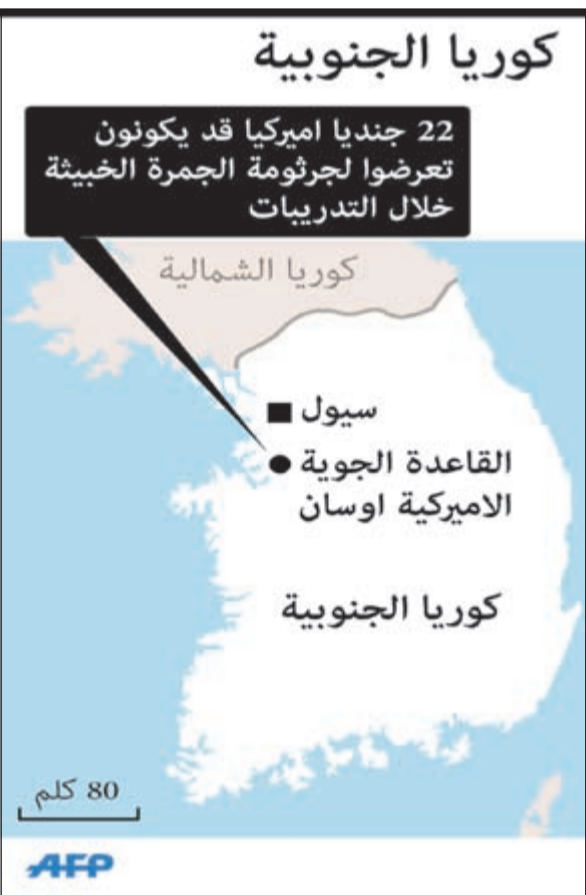 كوريا الجنوبية
22 جنديا اميركيا قد يكونون
تعرضوا لجرثومة الجمرة الخبيثة
خلال التدريبات
كوريا الشمالية
سيول
القاعدة الجوية
الاميركية اوسان
كوريا الجنوبية
80 كلم
AFP